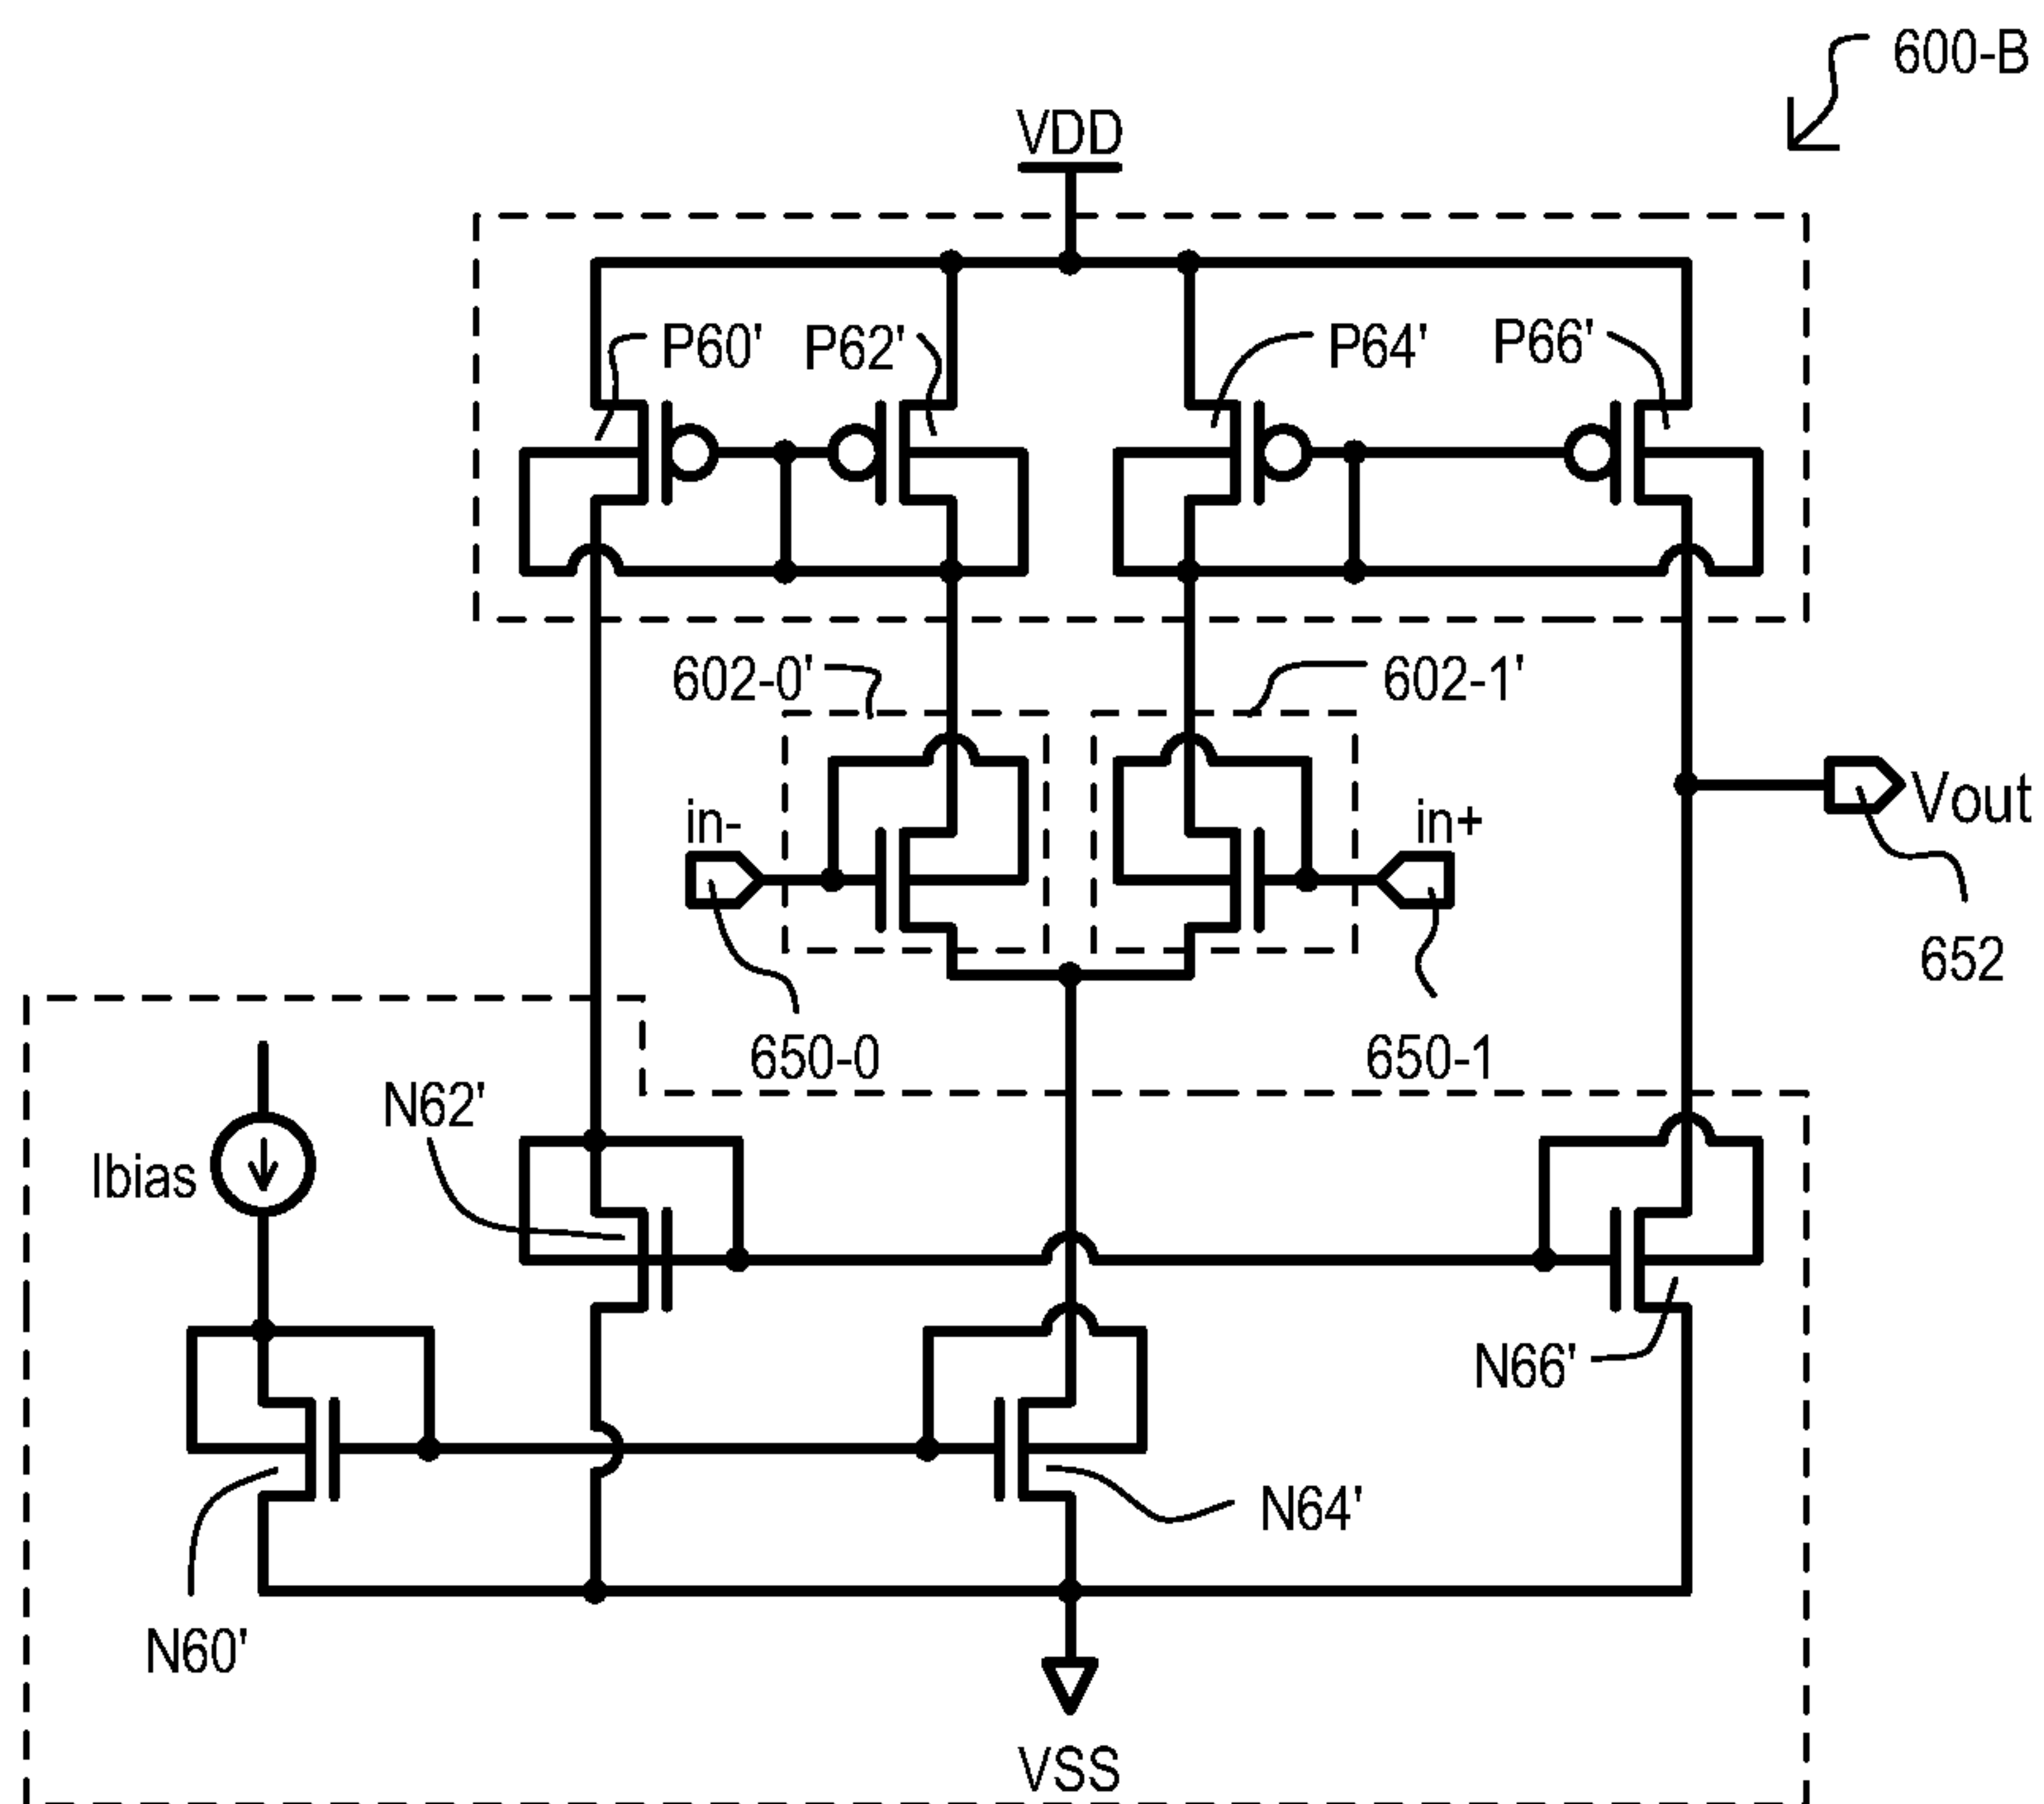 600-B
VDD
P60' P62' P64' P66'
602-0' 602-1'
in- in+
Vout
652
650-0 650-1
N62'
Ibias
N66'
N64'
N60'
VSS